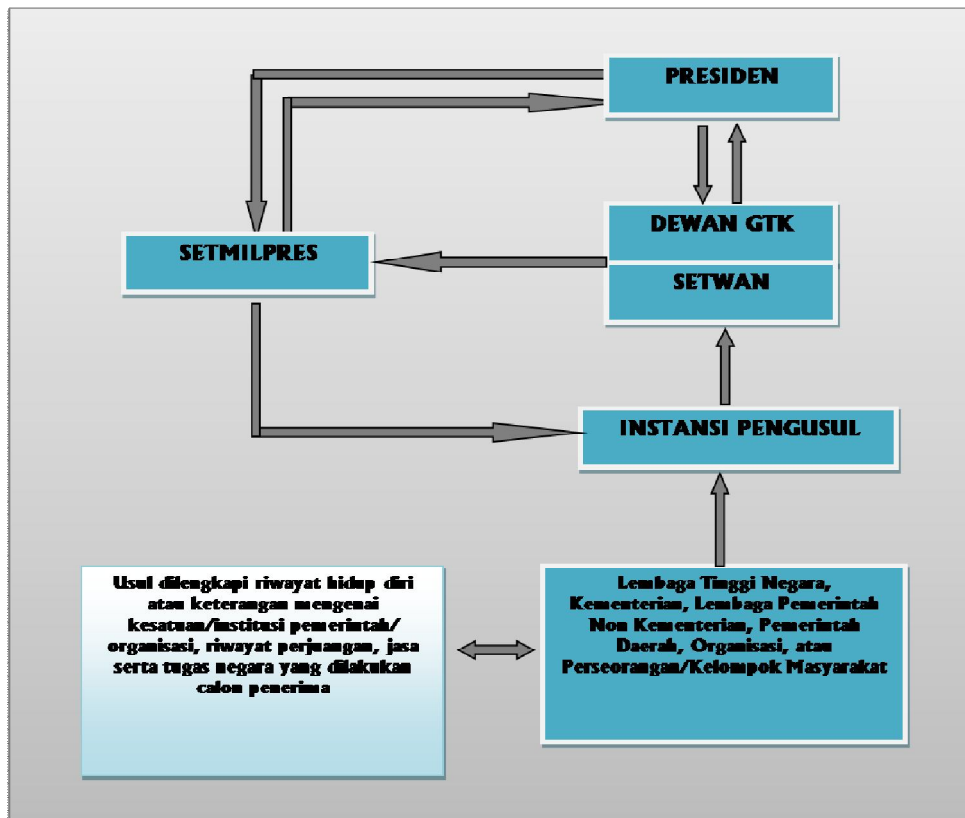 PRESIDEN
DEWAN GTK
SETMILPRES
SETWAN
INSTANSI PENGUSUL
Usul dilengkapi riwayat hidup diri
atau keterangan mengenai
kesatuan/institusi pemerintah/
organisasi, riwayat perjuangan, jasa
serta tugas negara yang dilakukan
calon penerima
Lembaga Tinggi Negara,
Kementerian, Lembaga Pemerintah
Non Kementerian, Pemerintah
Daerah, Organisasi, atau
Perseorangan/Kelompok Masyarakat